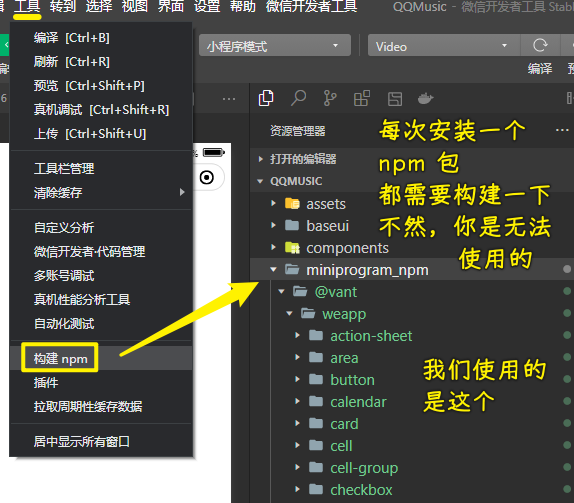 工具 转到 选择 视图 界面 设置 帮助 微信开发者工具
QQMusic - 微信开发者工具 Stabl
小程序模式
Video
编译
编译 [Ctrl+B]
刷新 [Ctrl+R]
预览 [Ctrl+Shift+P]
真机调试 [Ctrl+Shift+R]
上传 [Ctrl+Shift+U]
工具栏管理
清除缓存
自定义分析
微信开发者·代码管理
多账号调试
真机性能分析工具
自动化测试
构建 npm
插件
拉取周期性缓存数据
居中显示所有窗口
6
%
资源管理器
打开的编辑器
QQMUSIC
assets
baseui
components
miniprogram_npm
@vant
weapp
action-sheet
area
button
calendar
card
cell
cell-group
checkbox
每次安装一个
npm 包
都需要构建一下
不然，你是无法
使用的
我们使用的
是这个